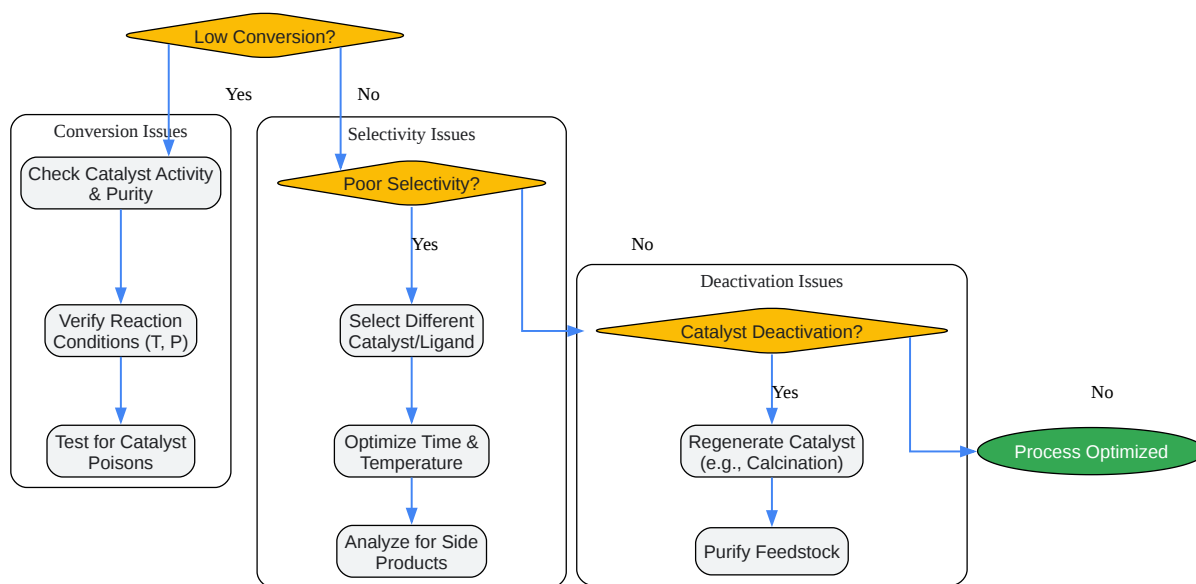 Low Conversion?
Yes
No
Conversion Issues
Check Catalyst Activity
& Purity
Verify Reaction
Conditions (T, P)
Test for Catalyst
Poisons
Selectivity Issues
Poor Selectivity?
Yes
No
Select Different
Catalyst/Ligand
Optimize Time &
Temperature
Analyze for Side
Products
Deactivation Issues
Catalyst Deactivation?
Yes
No
Regenerate Catalyst
(e.g., Calcination)
Purify Feedstock
Process Optimized